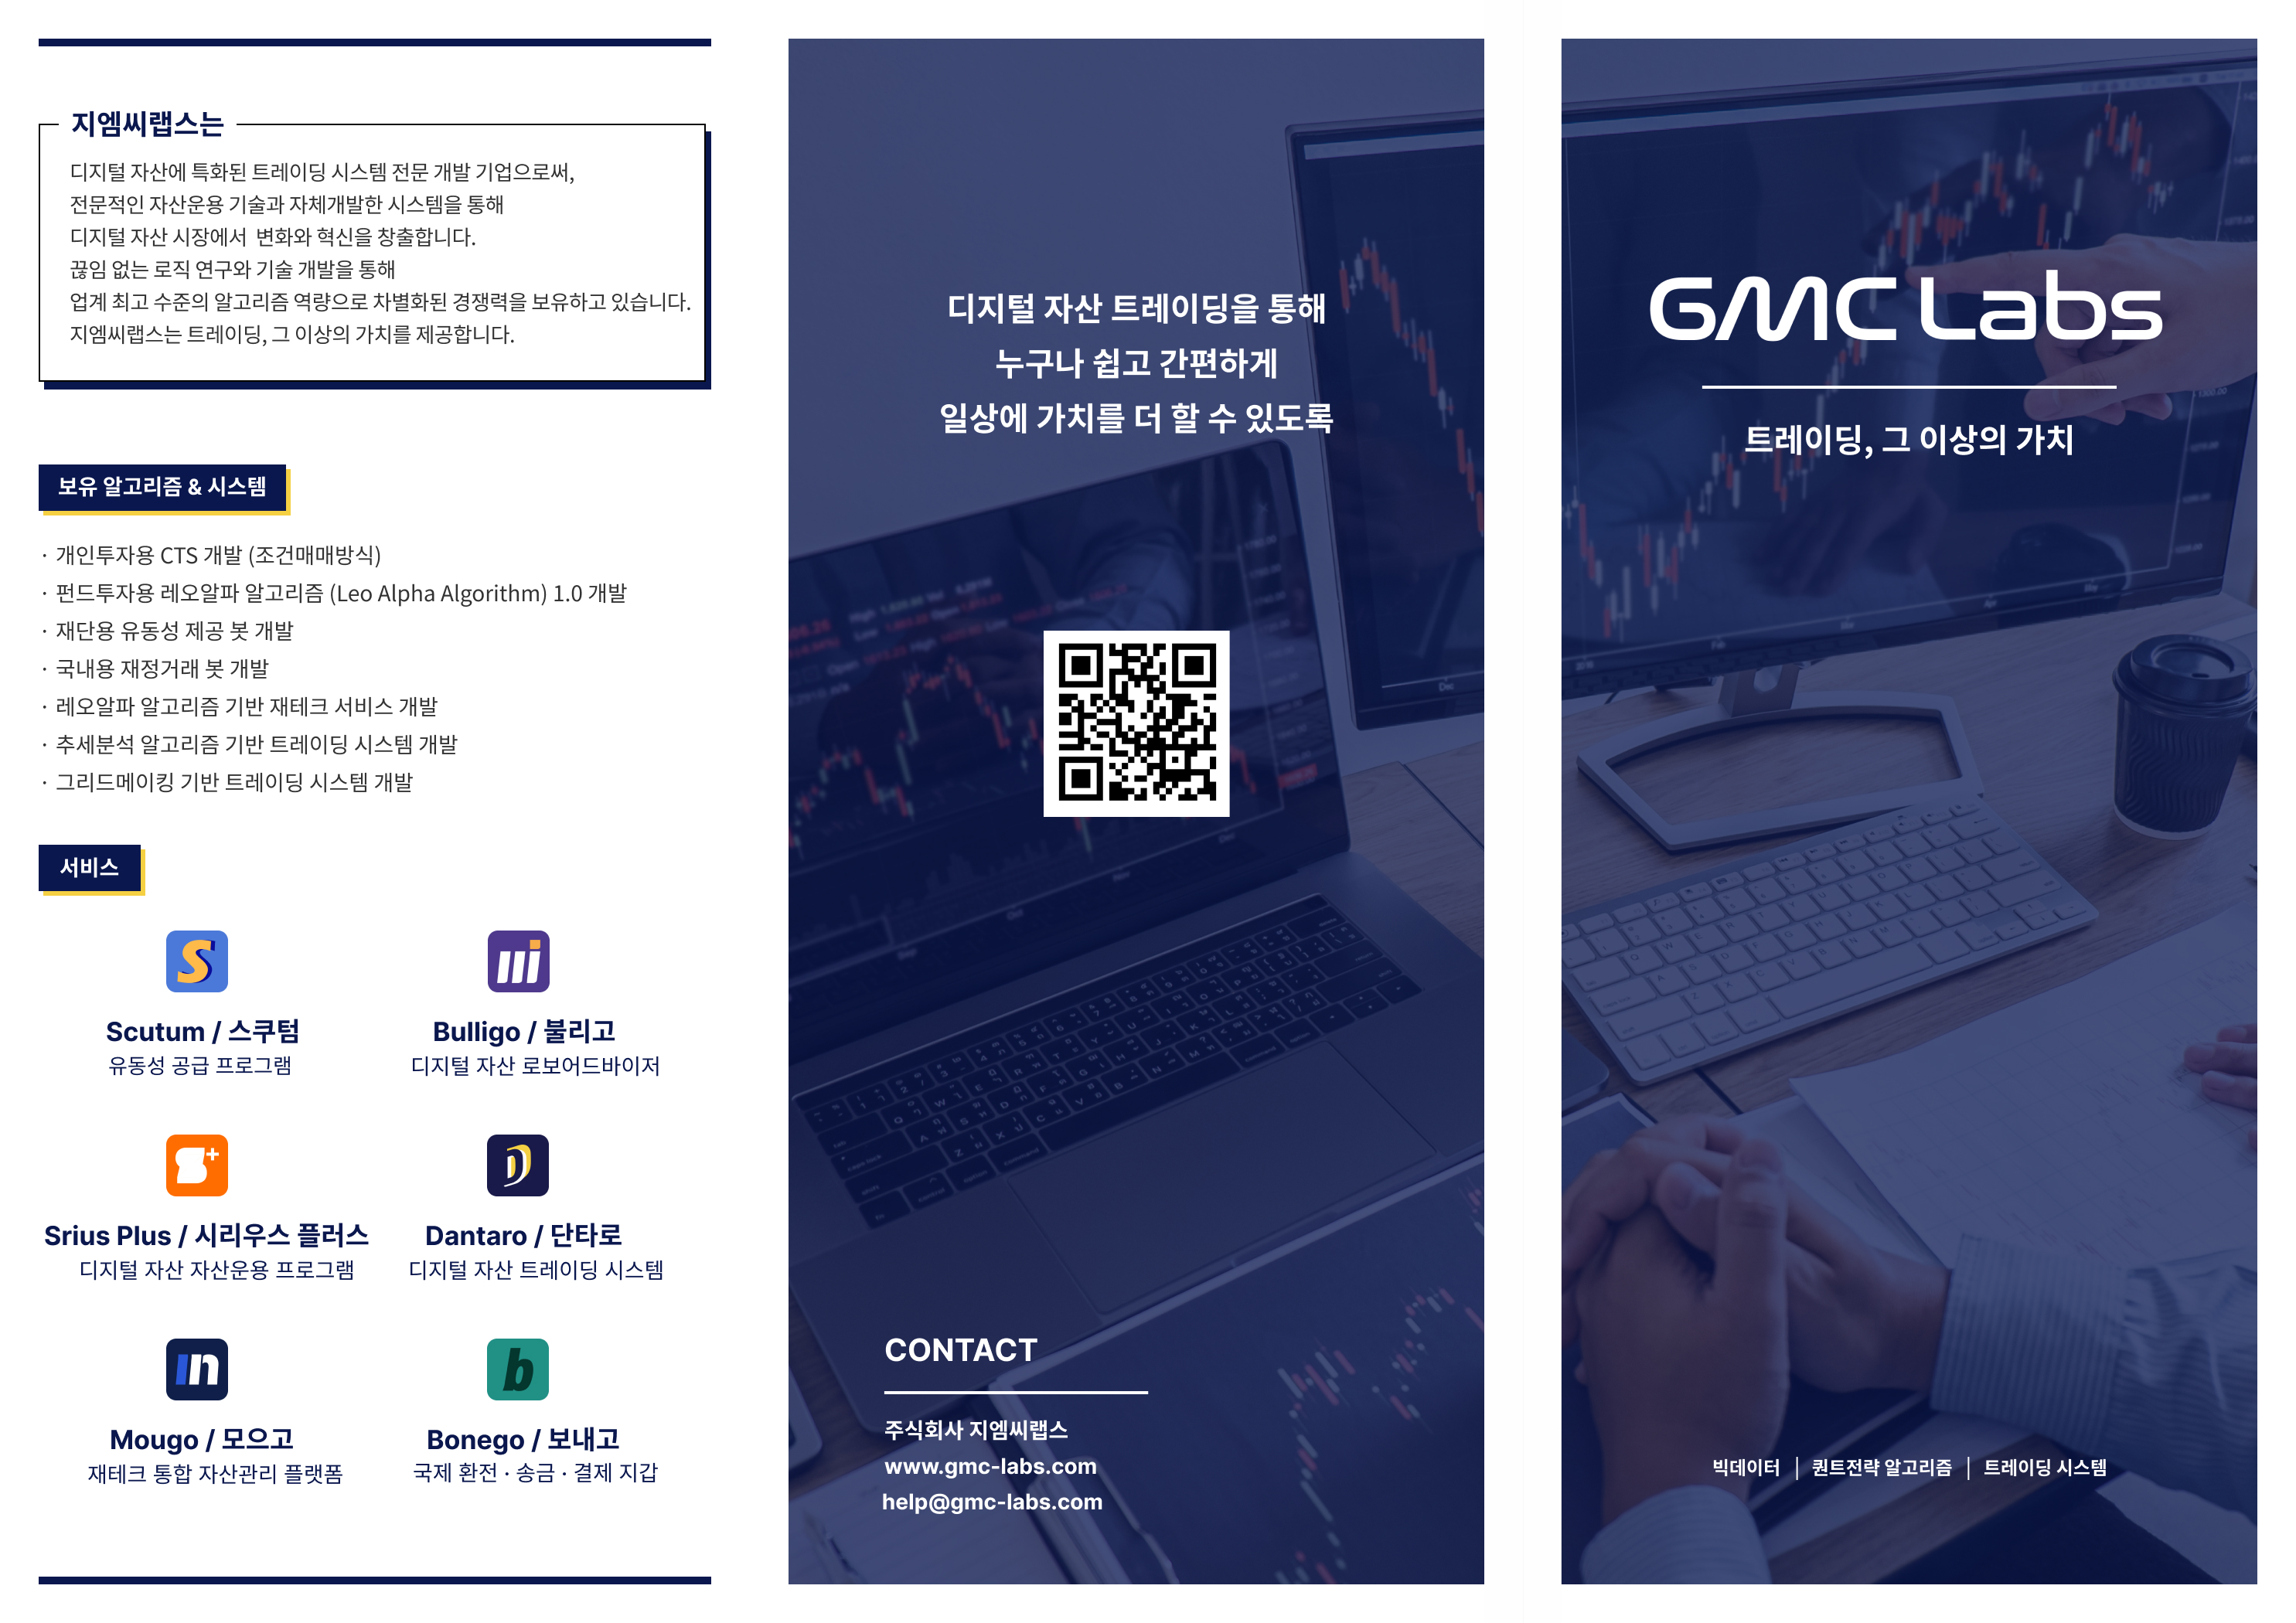 지엠씨랩스는
디지털 자산에 특화된 트레이딩 시스템 전문 개발 기업으로써,
전문적인 자산운용 기술과 자체개발한 시스템을 통해
디지털 자산 시장에서 변화와 혁신을 창출합니다.
끊임 없는 로직 연구와 기술 개발을 통해
업계 최고 수준의 알고리즘 역량으로 차별화된 경쟁력을 보유하고 있습니다.
지엠씨랩스는 트레이딩, 그 이상의 가치를 제공합니다.
보유 알고리즘 & 시스템
· 개인투자용 CTS 개발 (조건매매방식)
· 펀드투자용 레오알파 알고리즘 (Leo Alpha Algorithm) 1.0 개발
· 재단용 유동성 제공 봇 개발
· 국내용 재정거래 봇 개발
· 레오알파 알고리즘 기반 재테크 서비스 개발
· 추세분석 알고리즘 기반 트레이딩 시스템 개발
· 그리드메이킹 기반 트레이딩 시스템 개발
서비스
Scutum / 스쿠텀
유동성 공급 프로그램
Bulligo / 불리고
디지털 자산 로보어드바이저
Srius Plus / 시리우스 플러스
디지털 자산 자산운용 프로그램
Dantaro / 단타로
디지털 자산 트레이딩 시스템
Mougo / 모으고
재테크 통합 자산관리 플랫폼
Bonego / 보내고
국제 환전 · 송금 · 결제 지갑
디지털 자산 트레이딩을 통해
누구나 쉽고 간편하게
일상에 가치를 더 할 수 있도록
CONTACT
주식회사 지엠씨랩스
www.gmc-labs.com
help@gmc-labs.com
GMC Labs
트레이딩, 그 이상의 가치
빅데이터 | 퀀트전략 알고리즘 | 트레이딩 시스템